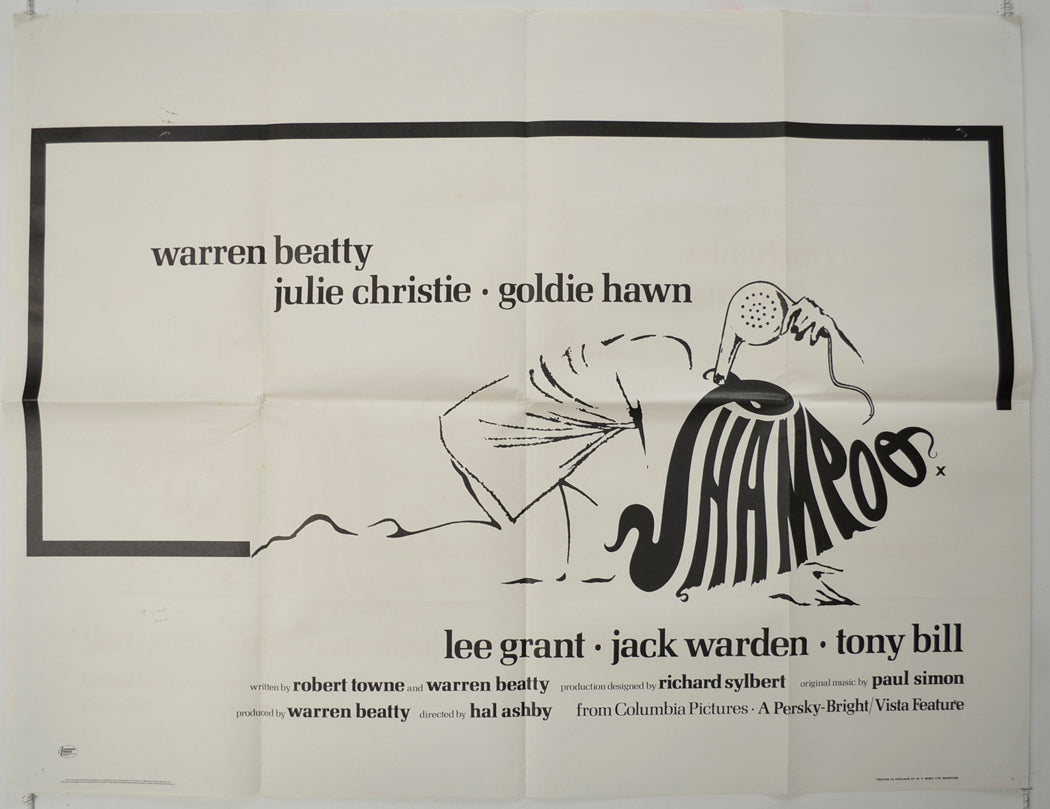 warren beatty
julie christie · goldie hawn
SHAMPOO
x
lee grant · jack warden · tony bill
written by robert towne and warren beatty production designed by richard sylbert original music by paul simon
produced by warren beatty directed by hal ashby from Columbia Pictures · A Persky-Bright/Vista Feature